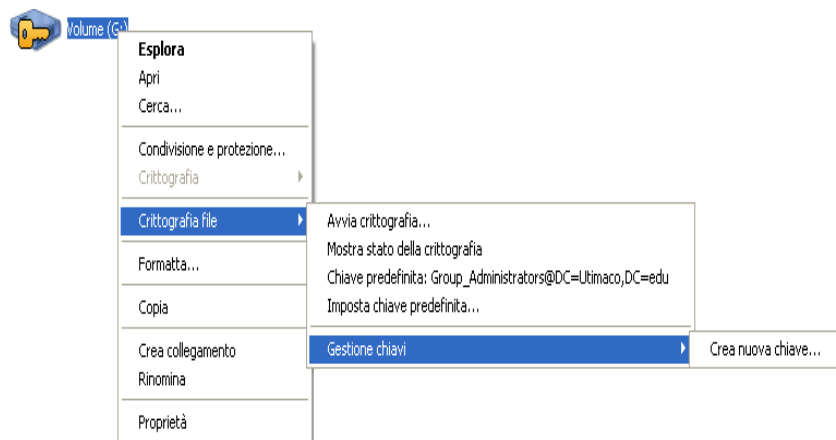 Volume (G:)
Esplora
Apri
Cerca...
Condivisione e protezione...
Crittografia
Crittografia file
Formatta...
Copia
Crea collegamento
Rinomina
Proprietà
Avvia crittografia...
Mostra stato della crittografia
Chiave predefinita: Group_Administrators@DC=Utimaco,DC=edu
Imposta chiave predefinita...
Gestione chiavi
Crea nuova chiave...